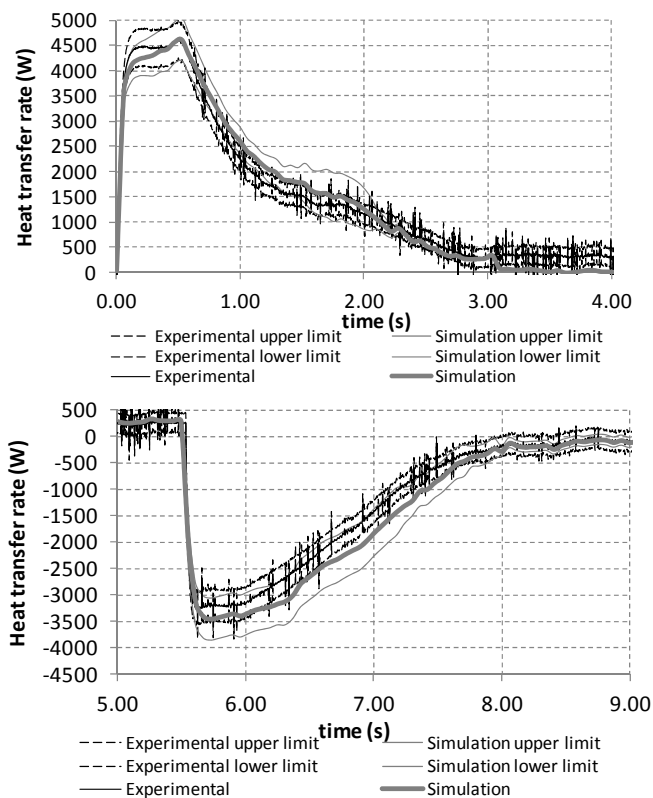 Heat transfer rate (W)
5000
4500
4000
3500
3000
2500
2000
1500
1000
500
0
0.00 1.00 2.00 3.00 4.00
time (s)
Experimental upper limit Simulation upper limit
Experimental lower limit Simulation lower limit
Experimental Simulation
Heat transfer rate (W)
500
0
-500
-1000
-1500
-2000
-2500
-3000
-3500
-4000
-4500
5.00 6.00 7.00 8.00 9.00
time (s)
Experimental upper limit Simulation upper limit
Experimental lower limit Simulation lower limit
Experimental Simulation